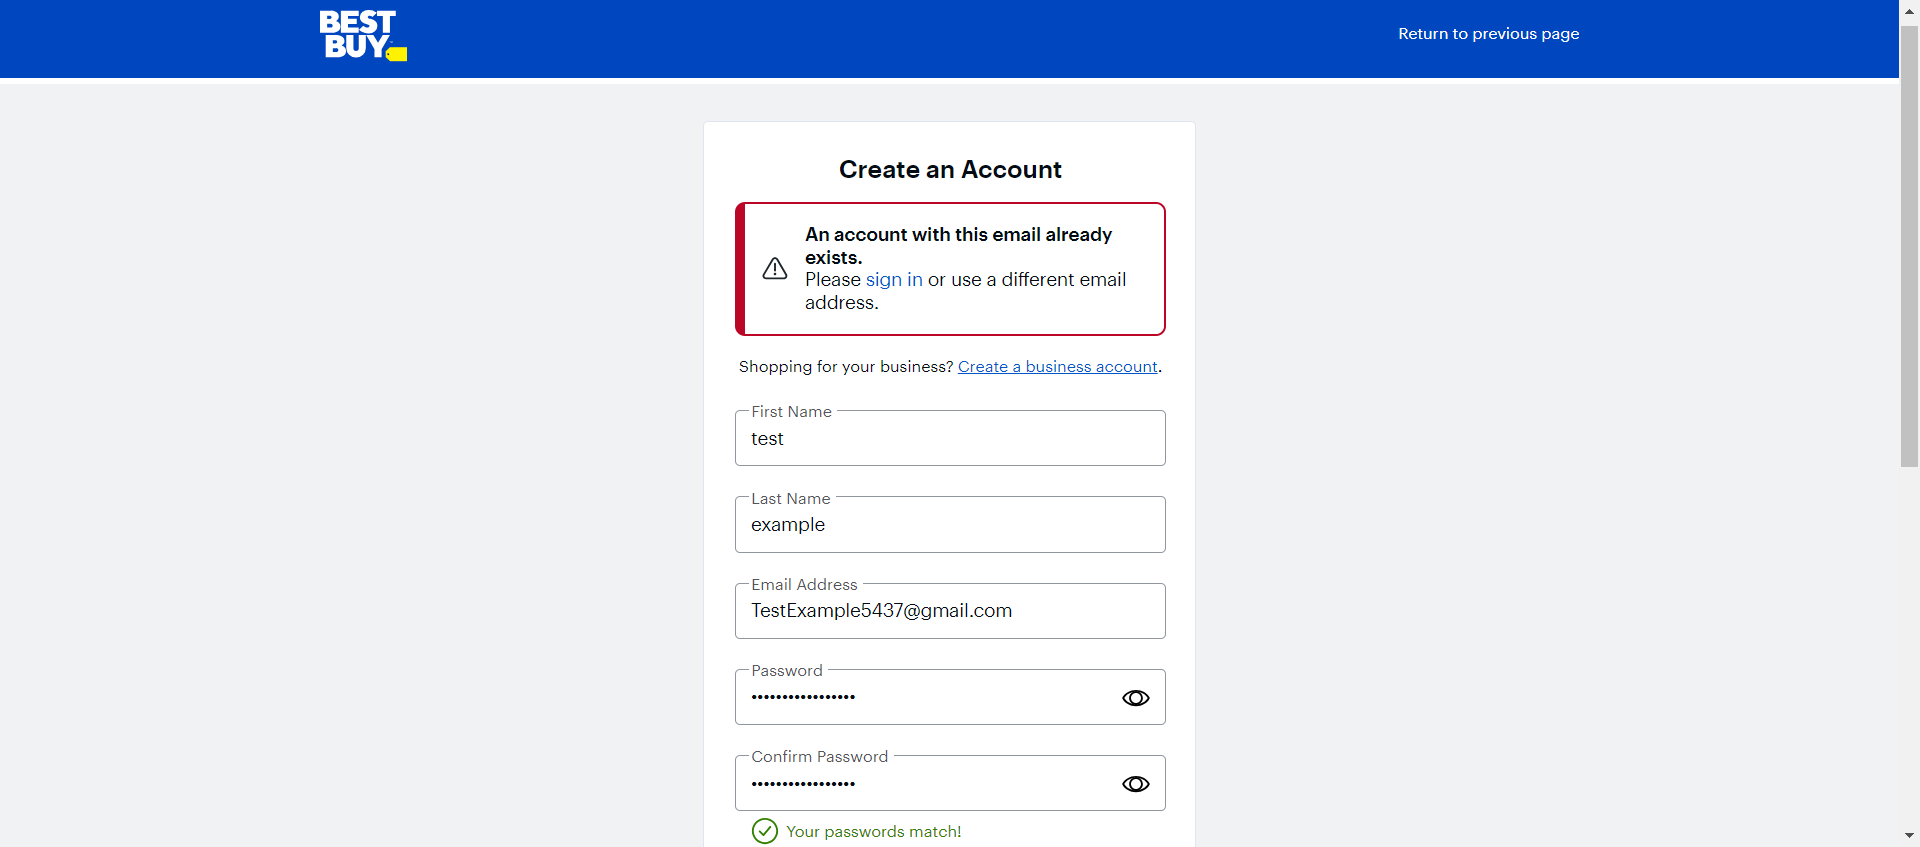 BEST
BUY
Return to previous page
Create an Account
An account with this email already
exists.
Please sign in or use a different email
address.
Shopping for your business? Create a business account.
First Name
test
Last Name
example
Email Address
TestExample5437@gmail.com
Password
•••••••••••••••••
Confirm Password
•••••••••••••••••
Your passwords match!